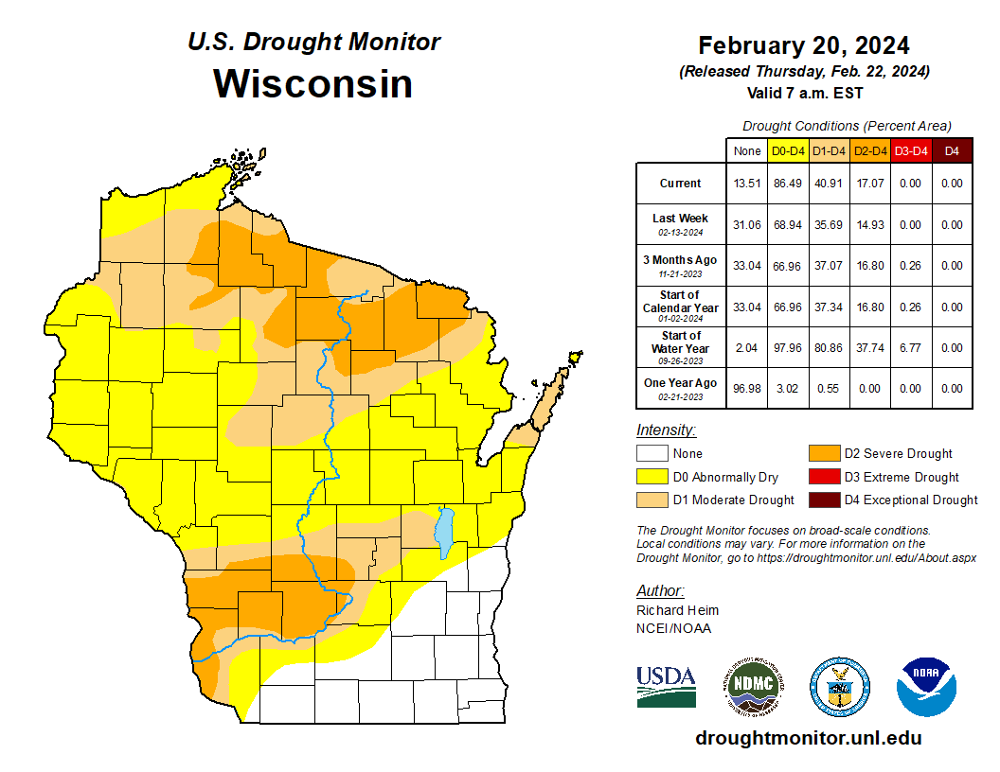 U.S. Drought Monitor
Wisconsin
February 20, 2024
(Released Thursday, Feb. 22, 2024)
Valid 7 a.m. EST
Drought Conditions (Percent Area)
None D0-D4 D1-D4 D2-D4 D3-D4 D4
Current 13.51 86.49 40.91 17.07 0.00 0.00
Last Week
02-13-2024 31.06 68.94 35.69 14.93 0.00 0.00
3 Months Ago
11-21-2023 33.04 66.96 37.07 16.80 0.26 0.00
Start of
Calendar Year
01-02-2024 33.04 66.96 37.34 16.80 0.26 0.00
Start of
Water Year
09-26-2023 2.04 97.96 80.86 37.74 6.77 0.00
One Year Ago
02-21-2023 96.98 3.02 0.55 0.00 0.00 0.00
Intensity:
None
D0 Abnormally Dry
D1 Moderate Drought
D2 Severe Drought
D3 Extreme Drought
D4 Exceptional Drought
The Drought Monitor focuses on broad-scale conditions.
Local conditions may vary. For more information on the
Drought Monitor, go to https://droughtmonitor.unl.edu/About.aspx
Author:
Richard Heim
NCEI/NOAA
USDA
NDMC
NOAA
droughtmonitor.unl.edu